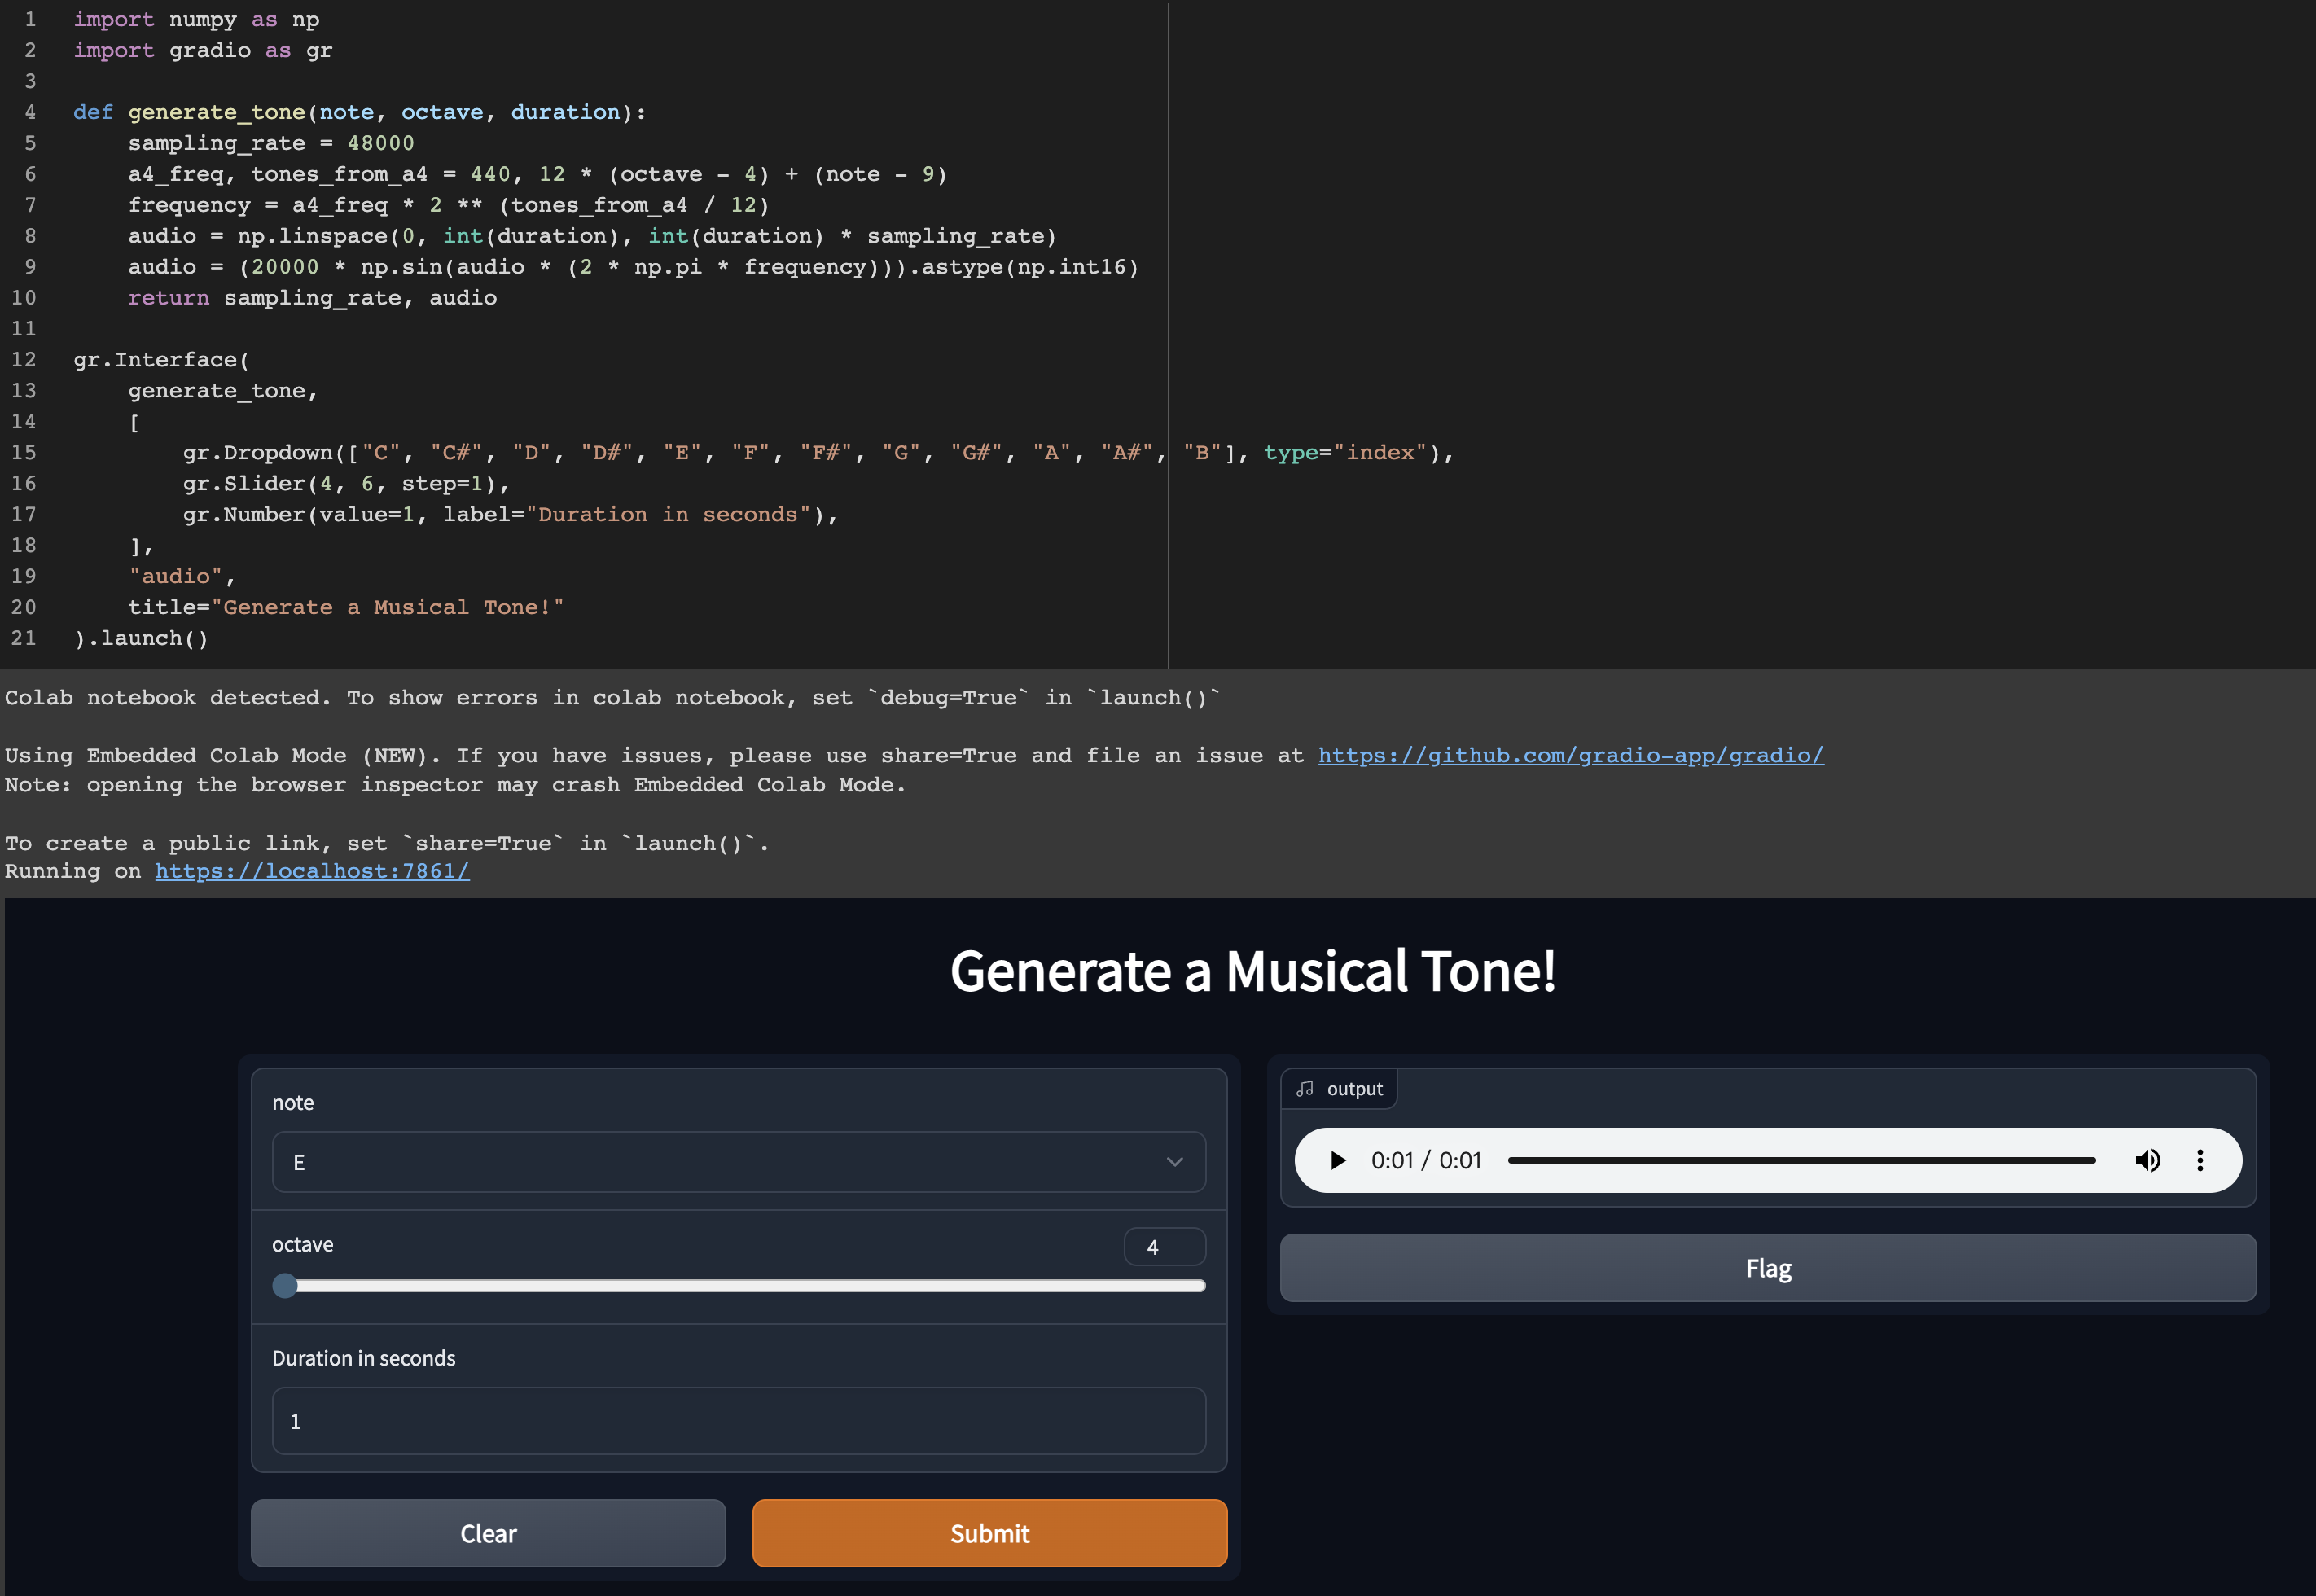 1 import numpy as np
2 import gradio as gr
3
4 def generate_tone(note, octave, duration):
5     sampling_rate = 48000
6     a4_freq, tones_from_a4 = 440, 12 * (octave - 4) + (note - 9)
7     frequency = a4_freq * 2 ** (tones_from_a4 / 12)
8     audio = np.linspace(0, int(duration), int(duration) * sampling_rate)
9     audio = (20000 * np.sin(audio * (2 * np.pi * frequency))).astype(np.int16)
10     return sampling_rate, audio
11
12 gr.Interface(
13     generate_tone,
14     [
15         gr.Dropdown(["C", "C#", "D", "D#", "E", "F", "F#", "G", "G#", "A", "A#", "B"], type="index"),
16         gr.Slider(4, 6, step=1),
17         gr.Number(value=1, label="Duration in seconds"),
18     ],
19     "audio",
20     title="Generate a Musical Tone!"
21 ).launch()
Colab notebook detected. To show errors in colab notebook, set `debug=True` in `launch()`
Using Embedded Colab Mode (NEW). If you have issues, please use share=True and file an issue at https://github.com/gradio-app/gradio/
Note: opening the browser inspector may crash Embedded Colab Mode.
To create a public link, set `share=True` in `launch()`.
Running on https://localhost:7861/
Generate a Musical Tone!
note
E
octave
4
Duration in seconds
1
Clear
Submit
output
0:01 / 0:01
Flag